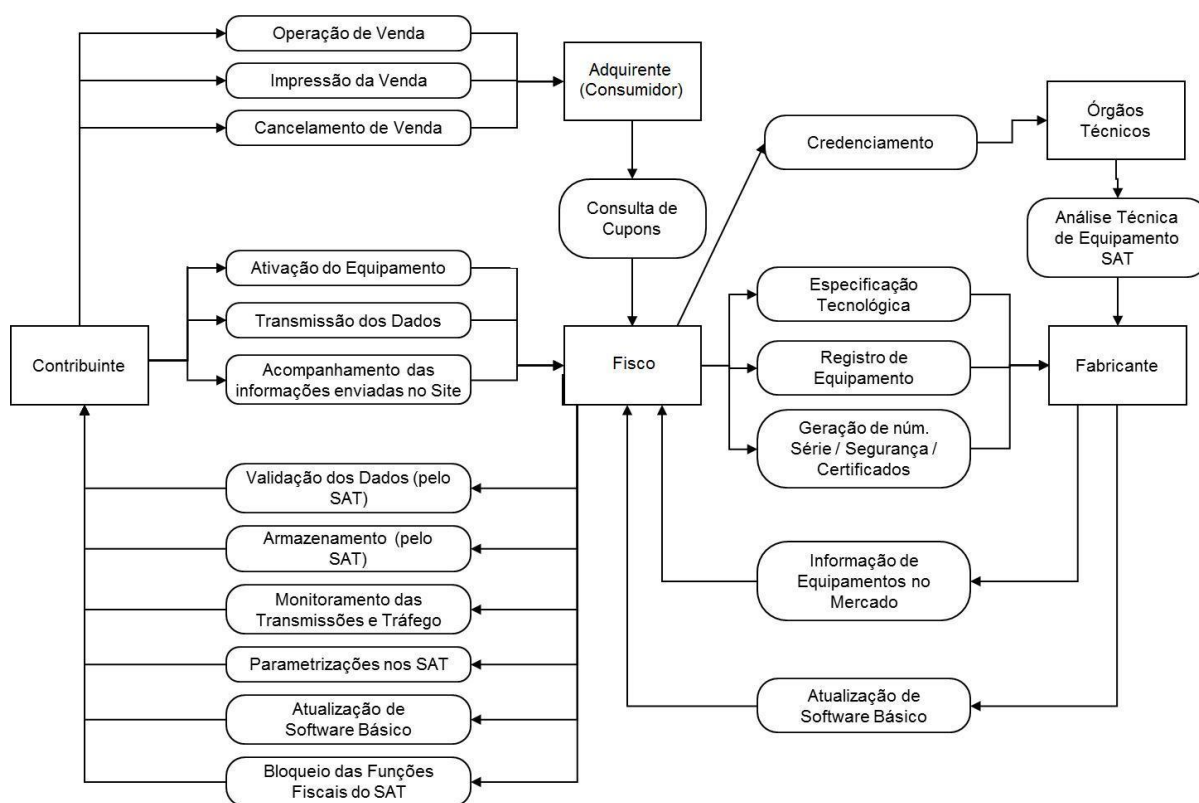 Operação de Venda
Impressão da Venda
Cancelamento de Venda
Adquirente
(Consumidor)
Credenciamento
Órgãos
Técnicos
Consulta de
Cupons
Análise Técnica
de Equipamento
SAT
Contribuinte
Ativação do Equipamento
Transmissão dos Dados
Acompanhamento das
informações enviadas no Site
Fisco
Especificação
Tecnológica
Registro de
Equipamento
Geração de núm.
Série / Segurança /
Certificados
Fabricante
Validação dos Dados (pelo
SAT)
Armazenamento (pelo
SAT)
Monitoramento das
Transmissões e Tráfego
Parametrizações nos SAT
Atualização de
Software Básico
Bloqueio das Funções
Fiscais do SAT
Informação de
Equipamentos no
Mercado
Atualização de
Software Básico